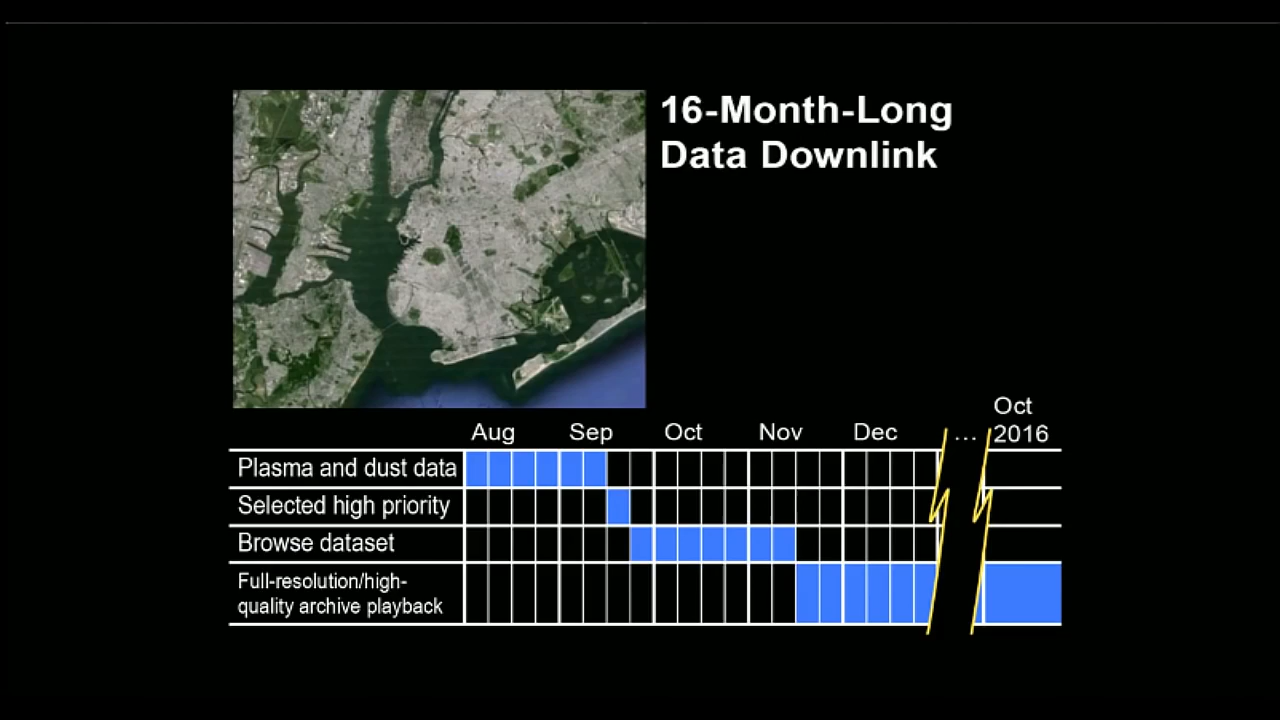 16-Month-Long
Data Downlink
Oct
Aug Sep Oct Nov Dec ... 2016
Plasma and dust data
Selected high priority
Browse dataset
Full-resolution/high-
quality archive playback